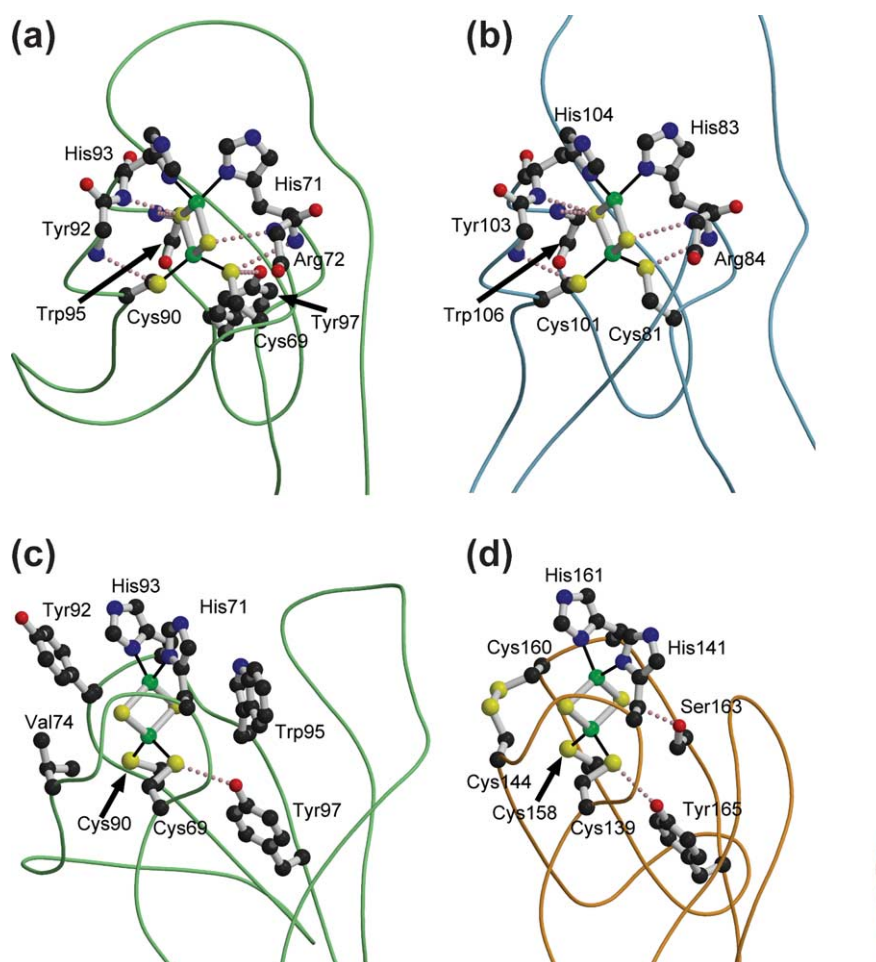 (a)
His93
His71
Tyr92
Arg72
Trp95
Cys90
Tyr97
Cys69
(b)
His104
His83
Tyr103
Arg84
Trp106
Cys101
Cys81
(c)
His93
Tyr92
His71
Val74
Trp95
Cys90
Cys69
Tyr97
(d)
His161
Cys160
His141
Ser163
Cys144
Cys158
Cys139
Tyr165